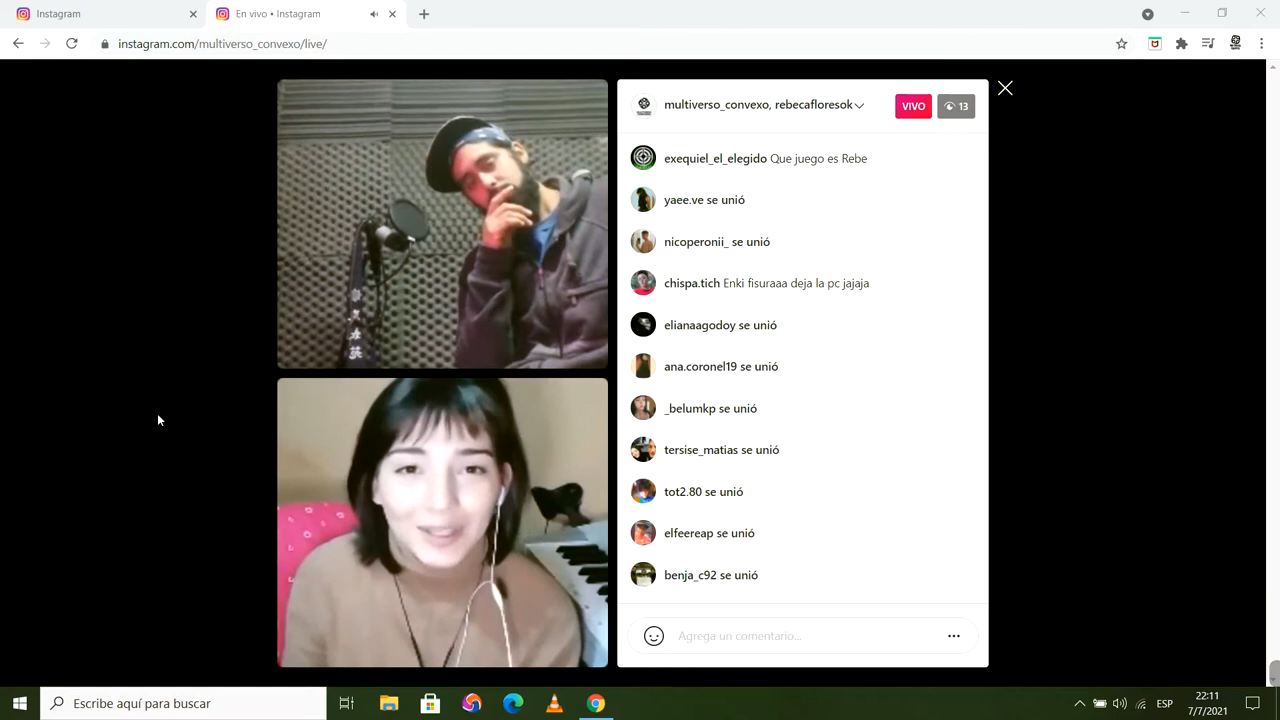 Instagram
En vivo • Instagram
instagram.com/multiverso_convexo/live/
multiverso_convexo, rebecafloresok
VIVO
13
exequiel_el_elegido Que juego es Rebe
yaee.ve se unió
nicoperonii_ se unió
chispa.tich Enki fisuraaa deja la pc jajaja
elianaagodoy se unió
ana.coronel19 se unió
_belumkp se unió
tersise_matias se unió
tot2.80 se unió
elfeereap se unió
benja_c92 se unió
Agrega un comentario...
Escribe aquí para buscar
ESP
22:11
7/7/2021